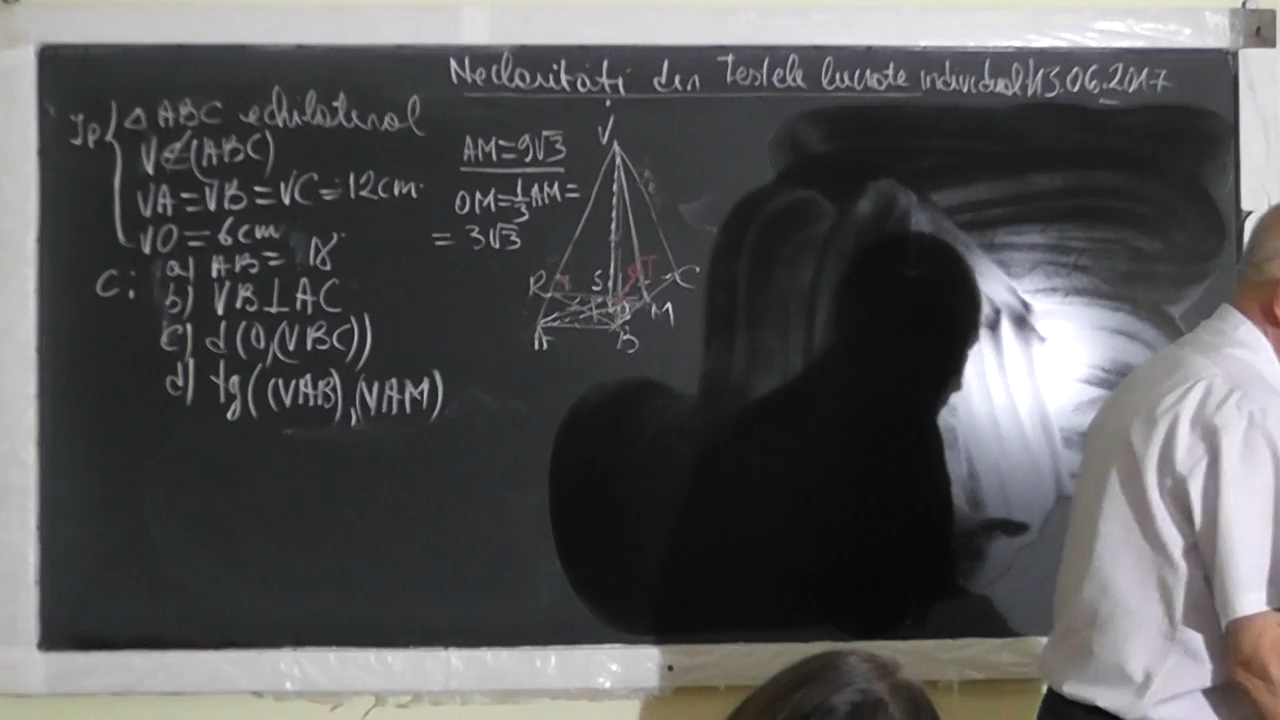 Neclarități din Testele lucrate individual 13.06.2017
Jp
△ ABC echilateral
V∉(ABC)
VA=VB=VC=12cm
VO=6cm
C:
a) AB= 18
b) VB⊥AC
c) d(O,(VBC))
d) tg((VAB),(VAM)
AM=9√3
OM=1/3 AM=
= 3√3
V
R S T C
O M
A B